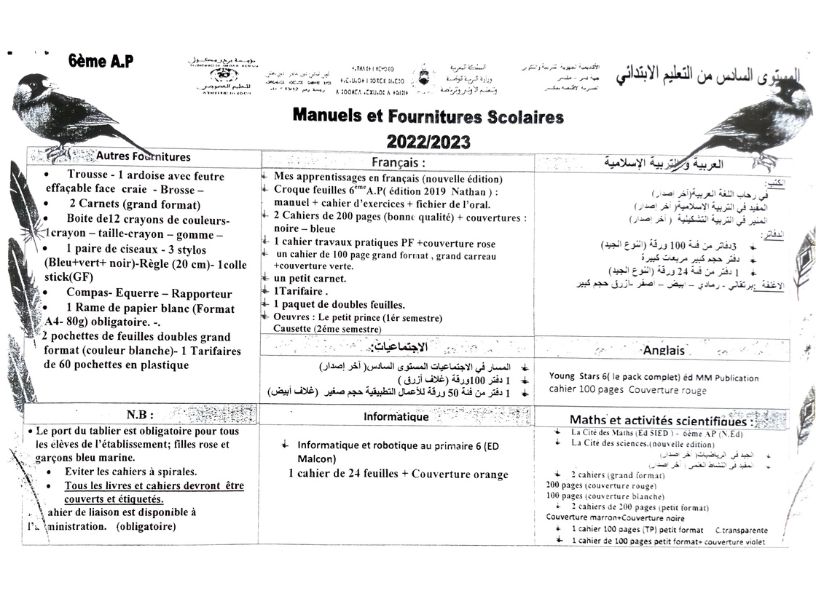 6ème A.P
المملكة المغربية
المستوى السادس من التعليم الابتدائي
Manuels et Fournitures Scolaires
2022/2023
Autres Fournitures
• Trousse - 1 ardoise avec feutre
effaçable face craie - Brosse –
• 2 Carnets (grand format)
• Boite de12 crayons de couleurs-
1crayon – taille-crayon – gomme –
• 1 paire de ciseaux - 3 stylos
(Bleu+vert+ noir)-Règle (20 cm)- 1colle
stick(GF)
• Compas- Equerre – Rapporteur
• 1 Rame de papier blanc (Format
A4- 80g) obligatoire. -.
2 pochettes de feuilles doubles grand
format (couleur blanche)- 1 Tarifaires
de 60 pochettes en plastique
Français :
Mes apprentissages en français (nouvelle édition)
Croque feuilles 6èmeA.P( édition 2019 Nathan ) :
manuel + cahier d’exercices + fichier de l’oral.
2 Cahiers de 200 pages (bonne qualité) + couvertures :
noire – bleue
1 cahier travaux pratiques PF +couverture rose
un cahier de 100 page grand format , grand carreau
+couverture verte.
un petit carnet.
1Tarifaire .
1 paquet de doubles feuilles.
Oeuvres : Le petit prince (1ér semestre)
Causette (2éme semestre)
العربية و التربية الإسلامية
الكتب:
في رحاب اللغة العربية(آخر إصدار)
المفيد في التربية الاسلامية( آخر إصدار)
المنير في التربية التشكيلية ( آخر إصدار)
الدفاتر:
3دفاتر من فئة 100 ورقة (النوع الجيد)
دفتر حجم كبير مربعات كبيرة
1 دفتر من فئة 24 ورقة (النوع الجيد)
الأغلفة :برتقالي - رمادي – ابيض – اصفر -ازرق حجم كبير
الاجتماعيات:
المسار في الاجتماعيات المستوى السادس( آخر إصدار)
1 دفتر 100ورقة (غلاف أزرق )
1 دفتر من فئة 50 ورقة للأعمال التطبيقية حجم صغير (غلاف أبيض)
Anglais
Young Stars 6( le pack complet) éd MM Publication
cahier 100 pages Couverture rouge
N.B :
• Le port du tablier est obligatoire pour tous
les élèves de l’établissement; filles rose et
garçons bleu marine.
• Eviter les cahiers à spirales.
• Tous les livres et cahiers devront être
couverts et étiquetés.
ahier de liaison est disponible à
ministration. (obligatoire)
Informatique
Informatique et robotique au primaire 6 (ED
Malcon)
1 cahier de 24 feuilles + Couverture orange
Maths et activités scientifiques :
La Cité des Maths (Ed SIED ) - 6ème AP (N.Ed)
La Cité des sciences.(nouvelle edition)
الجيد في الرياضيات( آخر إصدار)
المفيد في النشاط العلمي ( آخر إصدار)
2 cahiers (grand format)
200 pages (couverture rouge)
100 pages (couverture blanche)
2 cahiers de 200 pages (petit format)
Couverture marron+Couverture noire
1 cahier 100 pages (TP) petit format C.transparente
1 cahier de 100 pages petit format+ couverture violet